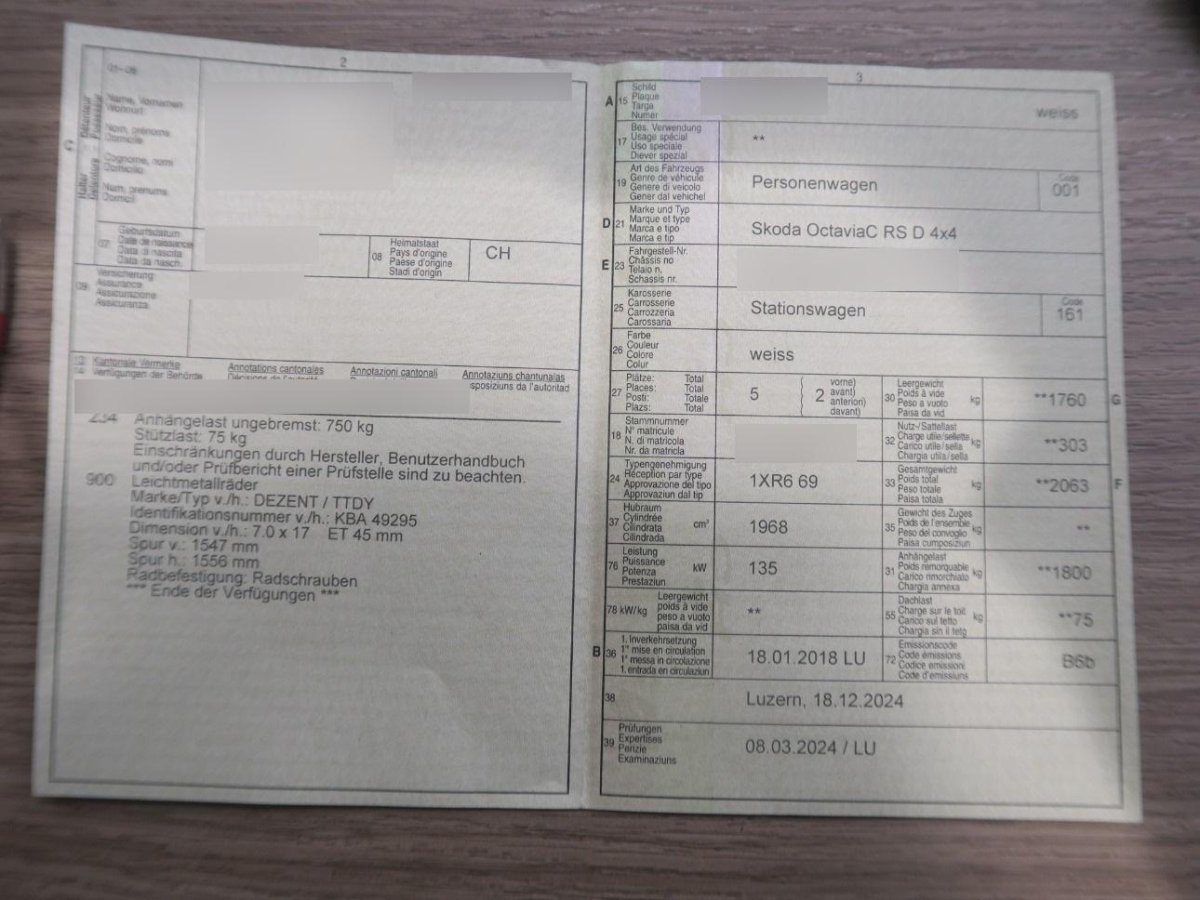 2
C
Name, Vornamen
Wohnort
Nom, prénoms
Domicile
Cognome, nomi
Domicilio
Num, prenums
Domicil
07
Geburtsdatum
Date de naissance
Data di nascita
Data da nasch.
08
Heimatstaat
Pays d'origine
Paese d'origine
Stadi d'origin
CH
09
Versicherung
Assurance
Assicurazione
Assicuranza
Kantonale Vermerke Annotations cantonales Annotazioni cantonali Annotaziuns chantunalas
Verfügungen der Behörde
sposiziuns da l'autoritad
234 Anhängelast ungebremst: 750 kg
Stützlast: 75 kg
Einschränkungen durch Hersteller, Benutzerhandbuch
und/oder Prüfbericht einer Prüfstelle sind zu beachten.
900 Leichtmetallräder
Marke/Typ v./h.: DEZENT / TTDY
Identifikationsnummer v./h.: KBA 49295
Dimension v./h.: 7.0 x 17 ET 45 mm
Spur v.: 1547 mm
Spur h.: 1556 mm
Radbefestigung: Radschrauben
*** Ende der Verfügungen ***
3
A 15
Schild
Plaque
Targa
Numer
weiss
17
Bes. Verwendung
Usage spécial
Uso speciale
Diever spezial
**
19
Art des Fahrzeugs
Genre de véhicule
Genere di veicolo
Gener dal vehichel
Personenwagen
Code
001
D 21
Marke und Typ
Marque et type
Marca e tipo
Marca e tip
Skoda OctaviaC RS D 4x4
E 23
Fahrgestell-Nr.
Châssis no
Telaio n.
Schassis nr.
25
Karosserie
Carrosserie
Carrozzeria
Carossaria
Stationswagen
Code
161
26
Farbe
Couleur
Colore
Colur
weiss
27
Plätze: Total
Places: Total
Posti: Totale
Plazs: Total
5
2
vorne)
avant)
anteriori)
davant)
30
Leergewicht
Poids à vide
Peso a vuoto
Paisa da vid
kg
**1760
G
18
Stammnummer
N° matricule
N. di matricola
Nr. da matricla
32
Nutz-/Sattellast
Charge utile/sellette
Carico utile/sella
Chargia utila/sella
kg
**303
24
Typengenehmigung
Réception par type
Approvazione del tipo
Approvaziun dal tip
1XR6 69
33
Gesamtgewicht
Poids total
Peso totale
Paisa totala
kg
**2063
F
37
Hubraum
Cylindrée
Cilindrata
Cilindrada
cm³
1968
35
Gewicht des Zuges
Poids de l'ensemble
Peso del convoglio
Paisa cumposiziun
kg
**
76
Leistung
Puissance
Potenza
Prestaziun
kW
135
31
Anhängelast
Poids remorquable
Carico rimorchiato
Chargia annexa
kg
**1800
78 kW/kg
Leergewicht
poids à vide
peso a vuoto
paisa da vid
**
55
Dachlast
Charge sur le toit
Carico sul tetto
Chargia sin il tetg
kg
**75
B 36
1. Inverkehrsetzung
1re mise en circulation
1a messa in circolazione
1. entrada en circulaziun
18.01.2018 LU
72
Emissionscode
Code émissions
Codice emissioni
Code d'emissiuns
B6b
38
Luzern, 18.12.2024
39
Prüfungen
Expertises
Perizie
Examinaziuns
08.03.2024 / LU